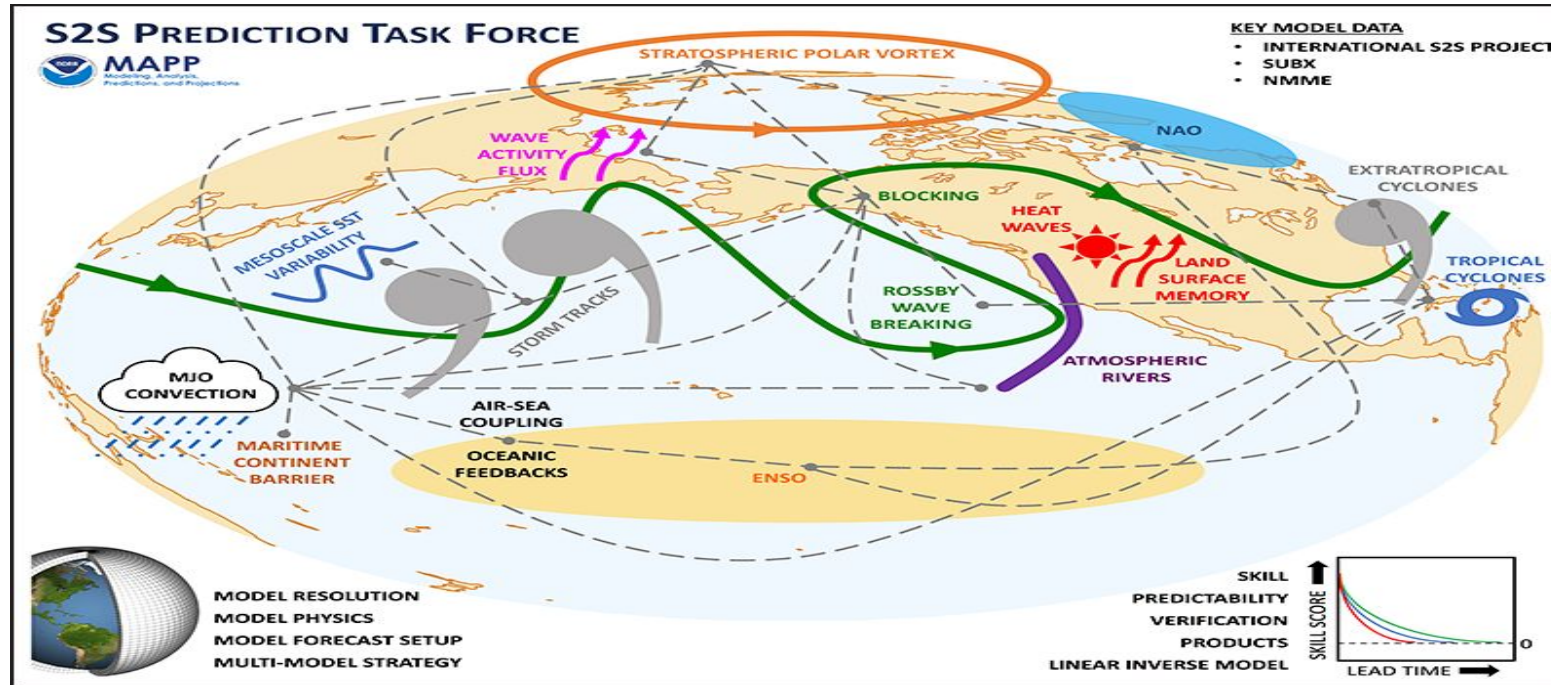 S2S PREDICTION TASK FORCE
MAPP
Modeling, Analysis,
Predictions, and Projections
KEY MODEL DATA
• INTERNATIONAL S2S PROJECT
• SUBX
• NMME
STRATOSPHERIC POLAR VORTEX
WAVE
ACTIVITY
FLUX
NAO
EXTRATROPICAL
CYCLONES
BLOCKING
HEAT
WAVES
LAND
SURFACE
MEMORY
MESOSCALE SST
VARIABILITY
TROPICAL
CYCLONES
STORM TRACKS
ROSSBY
WAVE
BREAKING
ATMOSPHERIC
RIVERS
MJO
CONVECTION
MARITIME
CONTINENT
BARRIER
AIR-SEA
COUPLING
OCEANIC
FEEDBACKS
ENSO
MODEL RESOLUTION
MODEL PHYSICS
MODEL FORECAST SETUP
MULTI-MODEL STRATEGY
SKILL
PREDICTABILITY
VERIFICATION
PRODUCTS
LINEAR INVERSE MODEL
SKILL SCORE
0
LEAD TIME